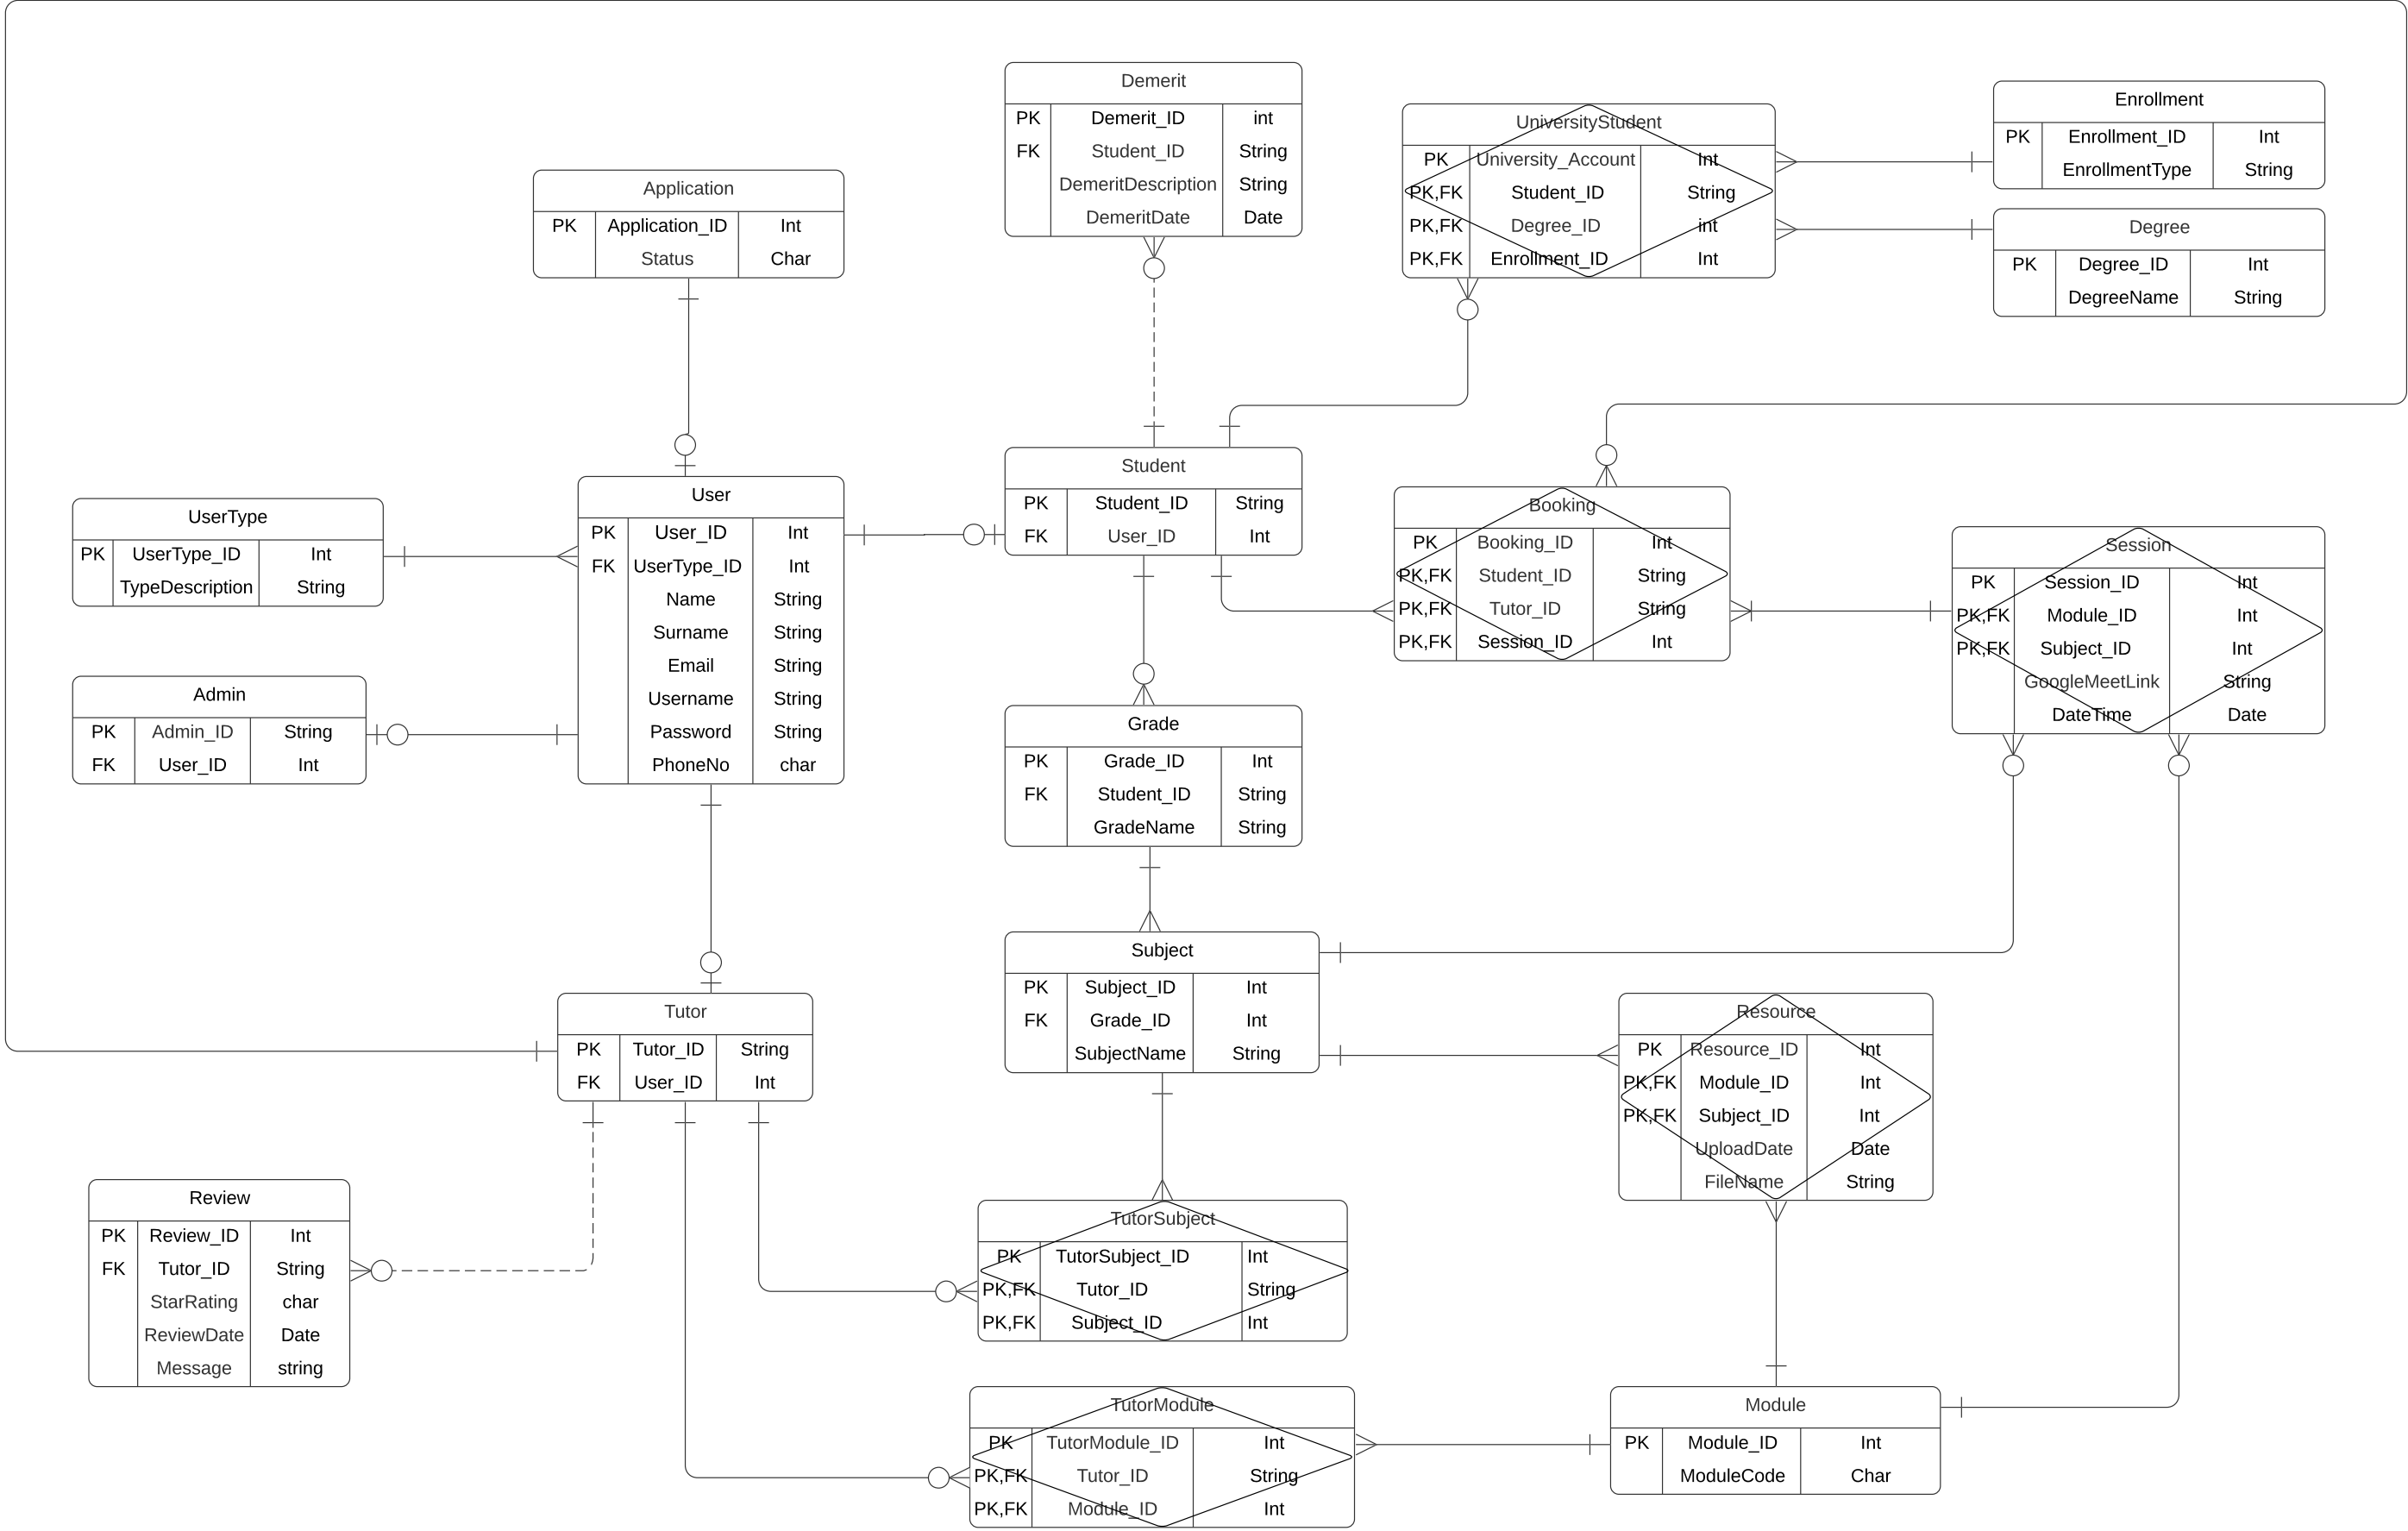 Demerit
PK Demerit_ID int
FK Student_ID String
DemeritDescription String
DemeritDate Date
UniversityStudent
PK University_Account Int
PK,FK Student_ID String
PK,FK Degree_ID int
PK,FK Enrollment_ID Int
Enrollment
PK Enrollment_ID Int
EnrollmentType String
Degree
PK Degree_ID Int
DegreeName String
Application
PK Application_ID Int
Status Char
UserType
PK UserType_ID Int
TypeDescription String
User
PK User_ID Int
FK UserType_ID Int
Name String
Surname String
Email String
Username String
Password String
PhoneNo char
Student
PK Student_ID String
FK User_ID Int
Booking
PK Booking_ID Int
PK,FK Student_ID String
PK,FK Tutor_ID String
PK,FK Session_ID Int
Session
PK Session_ID Int
PK,FK Module_ID Int
PK,FK Subject_ID Int
GoogleMeetLink String
DateTime Date
Admin
PK Admin_ID String
FK User_ID Int
Grade
PK Grade_ID Int
FK Student_ID String
GradeName String
Subject
PK Subject_ID Int
FK Grade_ID Int
SubjectName String
Tutor
PK Tutor_ID String
FK User_ID Int
Resource
PK Resource_ID Int
PK,FK Module_ID Int
PK,FK Subject_ID Int
UploadDate Date
FileName String
Review
PK Review_ID Int
FK Tutor_ID String
StarRating char
ReviewDate Date
Message string
TutorSubject
PK TutorSubject_ID Int
PK,FK Tutor_ID String
PK,FK Subject_ID Int
TutorModule
PK TutorModule_ID Int
PK,FK Tutor_ID String
PK,FK Module_ID Int
Module
PK Module_ID Int
ModuleCode Char